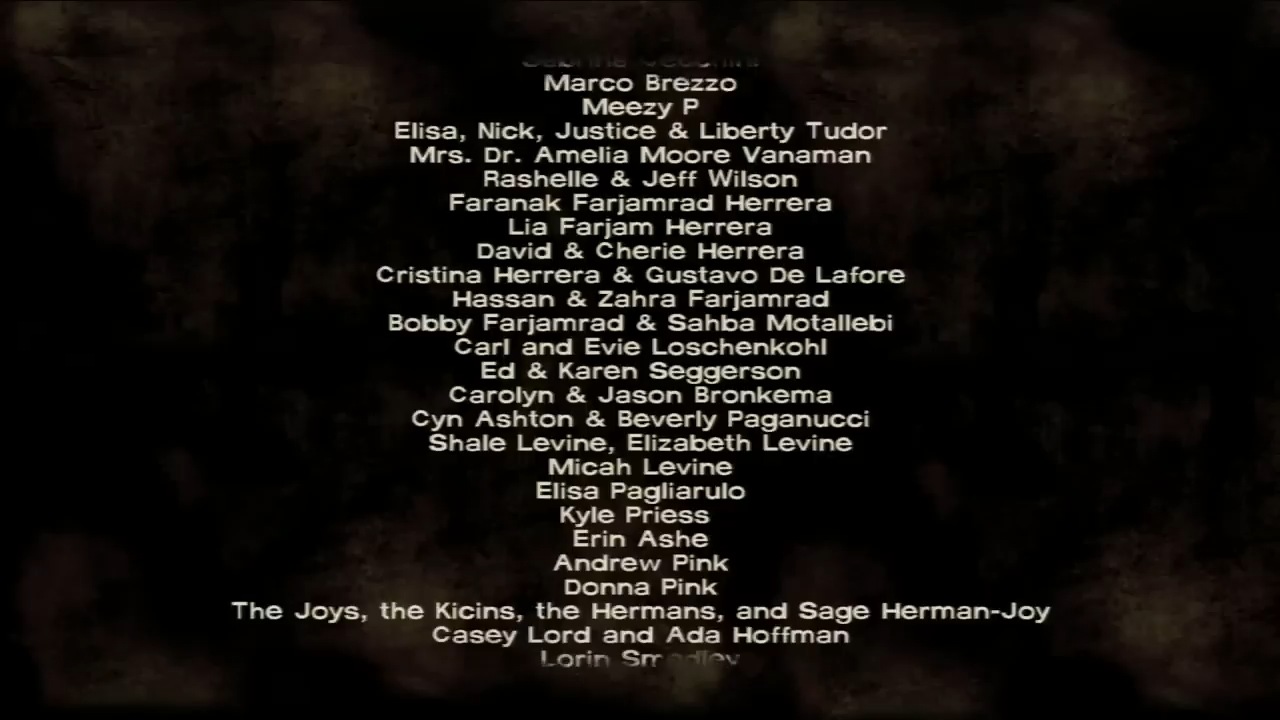 Marco Brezzo
Meezy P
Elisa, Nick, Justice & Liberty Tudor
Mrs. Dr. Amelia Moore Vanaman
Rashelle & Jeff Wilson
Faranak Farjamrad Herrera
Lia Farjam Herrera
David & Cherie Herrera
Cristina Herrera & Gustavo De Lafore
Hassan & Zahra Farjamrad
Bobby Farjamrad & Sahba Motallebi
Carl and Evie Loschenkohl
Ed & Karen Seggerson
Carolyn & Jason Bronkema
Cyn Ashton & Beverly Paganucci
Shale Levine, Elizabeth Levine
Micah Levine
Elisa Pagliarulo
Kyle Priess
Erin Ashe
Andrew Pink
Donna Pink
The Joys, the Kicins, the Hermans, and Sage Herman-Joy
Casey Lord and Ada Hoffman
Lorin Smedley